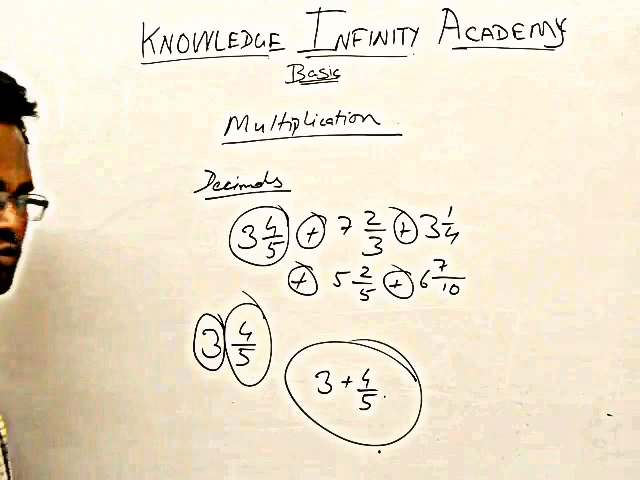 KNOWLEDGE INFINITY ACADEMY
Basic
Multiplication
Decimals
3 4/5 + 7 2/3 + 3 1/4
+ 5 2/5 + 6 7/10
3 4/5
3 + 4/5